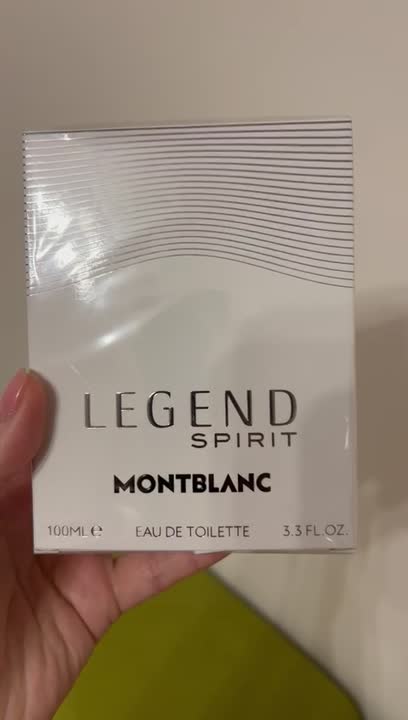 LEGEND
SPIRIT
MONTBLANC
100ML ℮ EAU DE TOILETTE 3.3 FL.OZ.